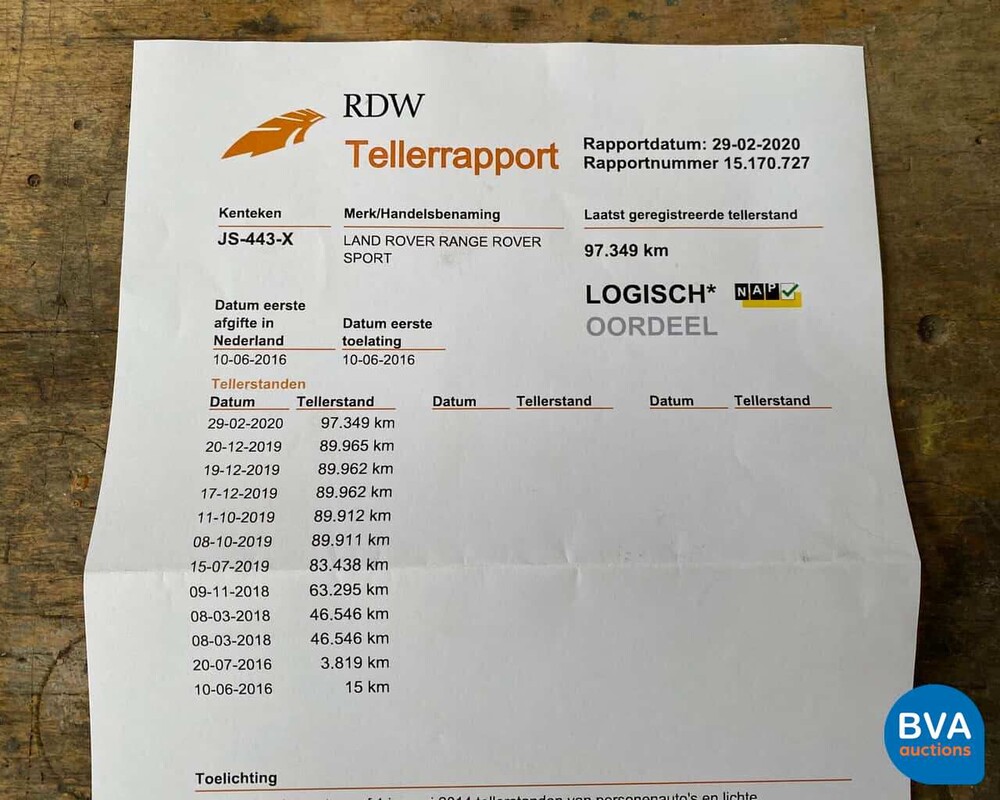 RDW
Tellerrapport
Rapportdatum: 29-02-2020
Rapportnummer 15.170.727
Kenteken
JS-443-X
Merk/Handelsbenaming
LAND ROVER RANGE ROVER
SPORT
Laatst geregistreerde tellerstand
97.349 km
LOGISCH*
NAP
OORDEEL
Datum eerste
afgifte in
Nederland
10-06-2016
Datum eerste
toelating
10-06-2016
Tellerstanden
Datum Tellerstand Datum Tellerstand Datum Tellerstand
29-02-2020 97.349 km
20-12-2019 89.965 km
19-12-2019 89.962 km
17-12-2019 89.962 km
11-10-2019 89.912 km
08-10-2019 89.911 km
15-07-2019 83.438 km
09-11-2018 63.295 km
08-03-2018 46.546 km
08-03-2018 46.546 km
20-07-2016 3.819 km
10-06-2016 15 km
Toelichting
2014 tellerstanden van personenauto's en lichte
BVA
auctions